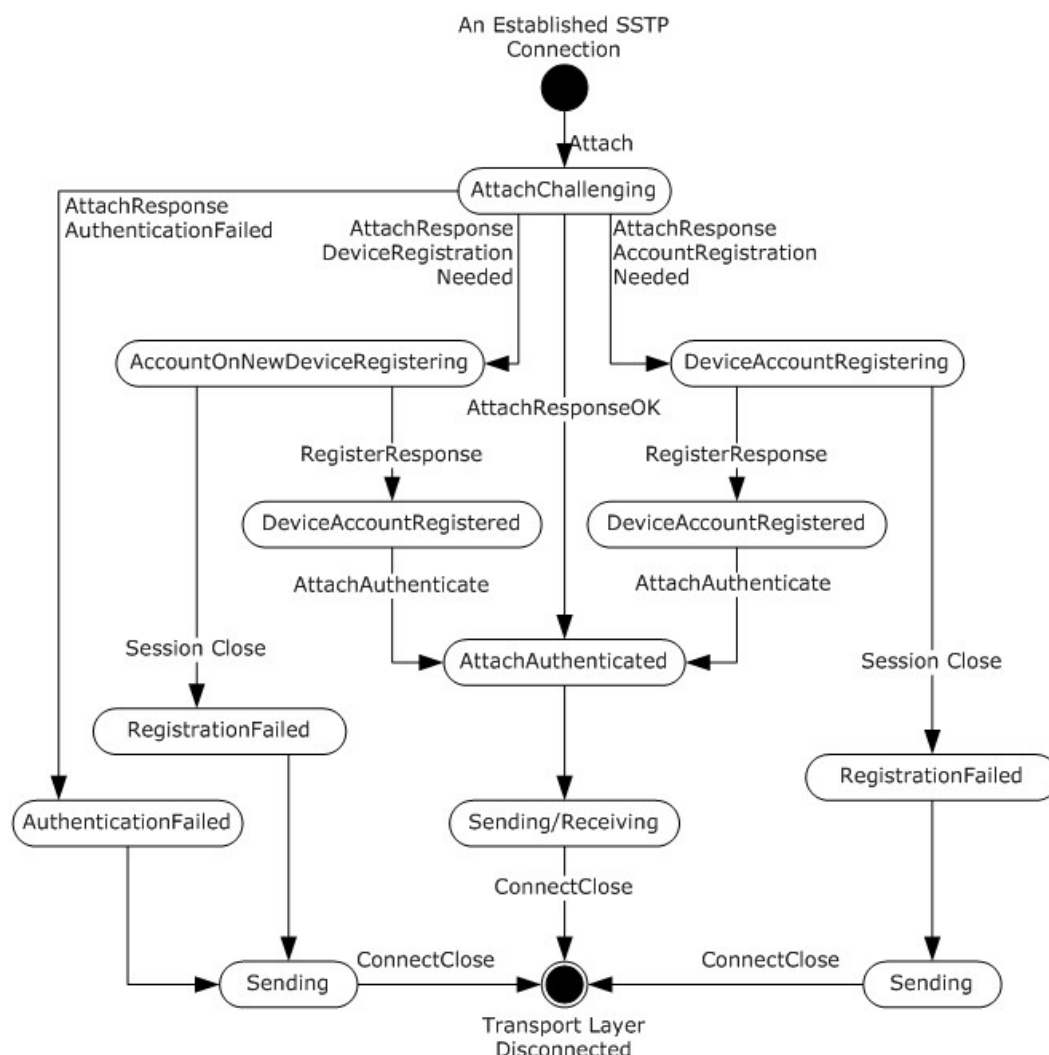 An Established SSTP
Connection
Attach
AttachChallenging
AttachResponse
AuthenticationFailed
AttachResponse
DeviceRegistration
Needed
AttachResponse
AccountRegistration
Needed
AccountOnNewDeviceRegistering
DeviceAccountRegistering
AttachResponseOK
RegisterResponse
RegisterResponse
DeviceAccountRegistered
DeviceAccountRegistered
AttachAuthenticate
AttachAuthenticate
Session Close
AttachAuthenticated
Session Close
RegistrationFailed
RegistrationFailed
AuthenticationFailed
Sending/Receiving
ConnectClose
ConnectClose
ConnectClose
Sending
Sending
Transport Layer
Disconnected